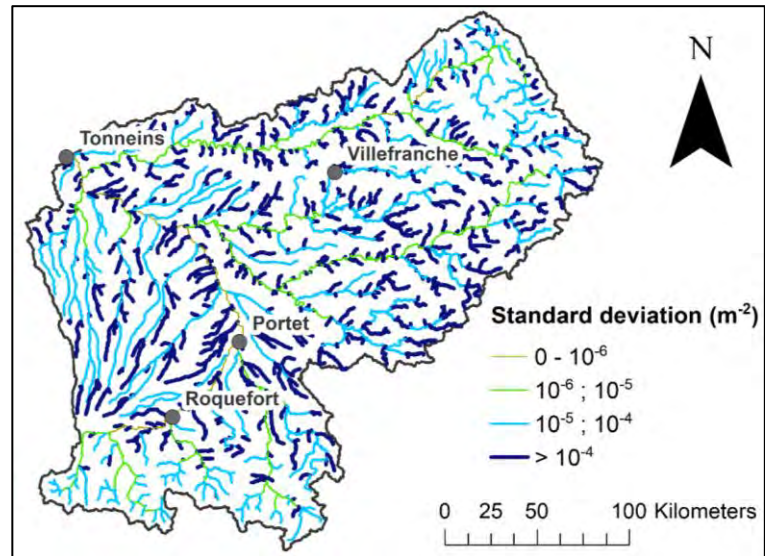 N
Tonneins
Villefranche
Portet
Roquefort
Standard deviation (m⁻²)
0 - 10⁻⁶
10⁻⁶ ; 10⁻⁵
10⁻⁵ ; 10⁻⁴
> 10⁻⁴
0 25 50 100 Kilometers